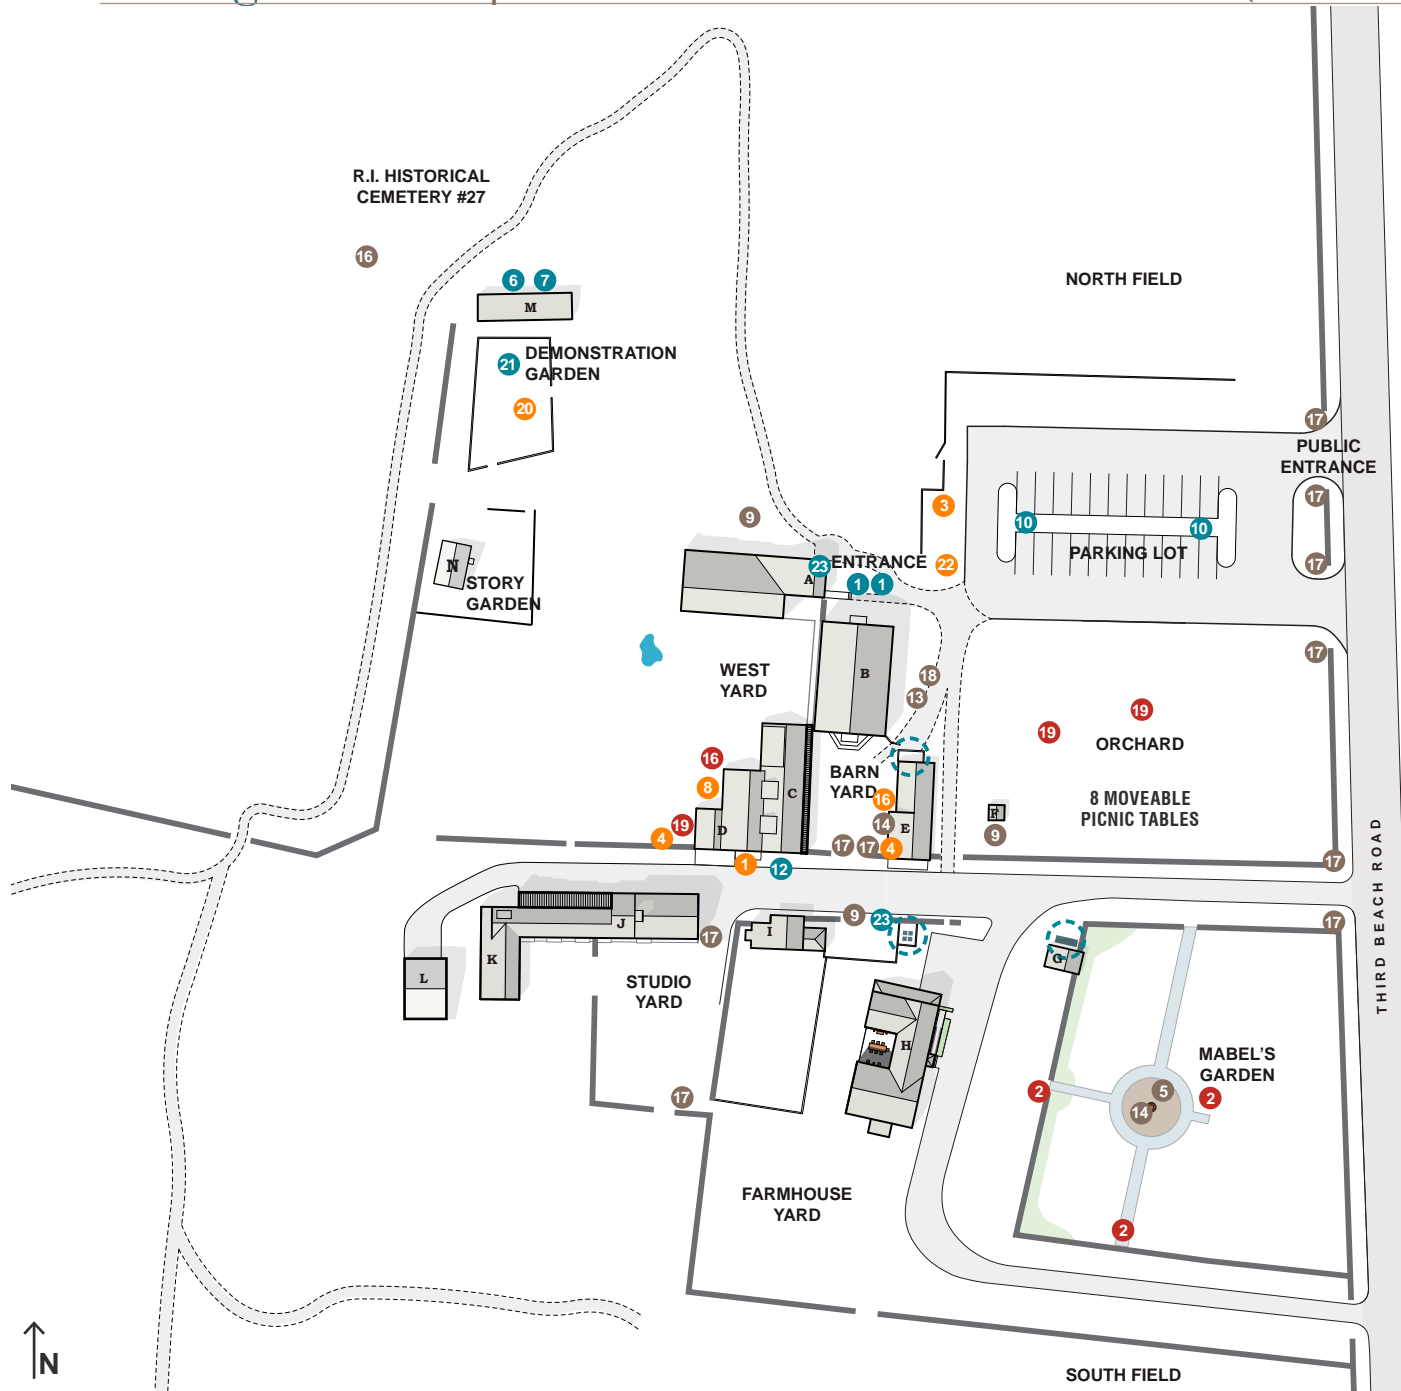 R.I. HISTORICAL
CEMETERY #27
16
6 7
M
NORTH FIELD
21
DEMONSTRATION
GARDEN
20
17
PUBLIC
ENTRANCE
17
17
3
10
10
PARKING LOT
9
22
23
ENTRANCE
A
1 1
N
STORY
GARDEN
WEST
YARD
B
18
13
17
19
19
ORCHARD
16
8
C
BARN
YARD
16
14
E
8 MOVEABLE
PICNIC TABLES
F
9
19
D
4
17 17
4
17
1
12
THIRD BEACH ROAD
J
K
L
17
I
9
23
17
G
STUDIO
YARD
H
MABEL'S
GARDEN
2
5
14
2
17
2
FARMHOUSE
YARD
N
SOUTH FIELD